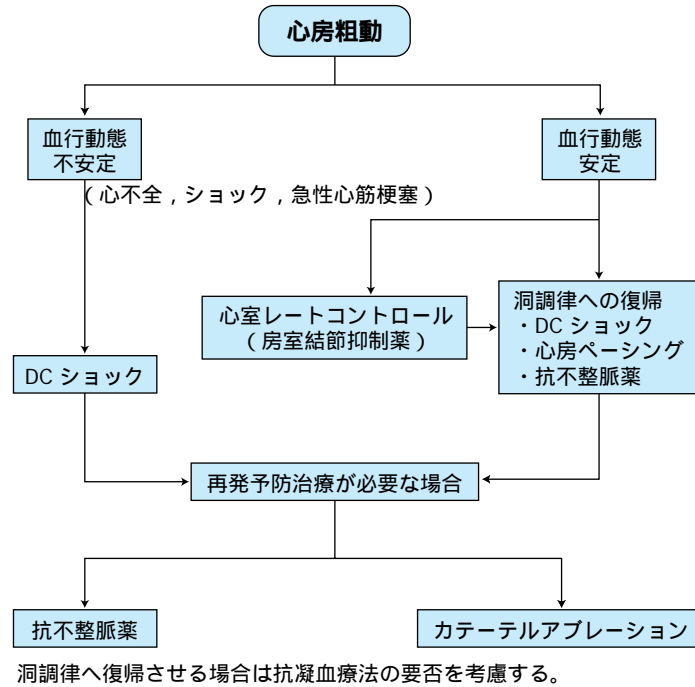 心房粗動
血行動態
不安定
血行動態
安定
（心不全，ショック，急性心筋梗塞）
心室レートコントロール
（房室結節抑制薬）
洞調律への復帰
・DC ショック
・心房ペーシング
・抗不整脈薬
DC ショック
再発予防治療が必要な場合
抗不整脈薬
カテーテルアブレーション
洞調律へ復帰させる場合は抗凝血療法の要否を考慮する。